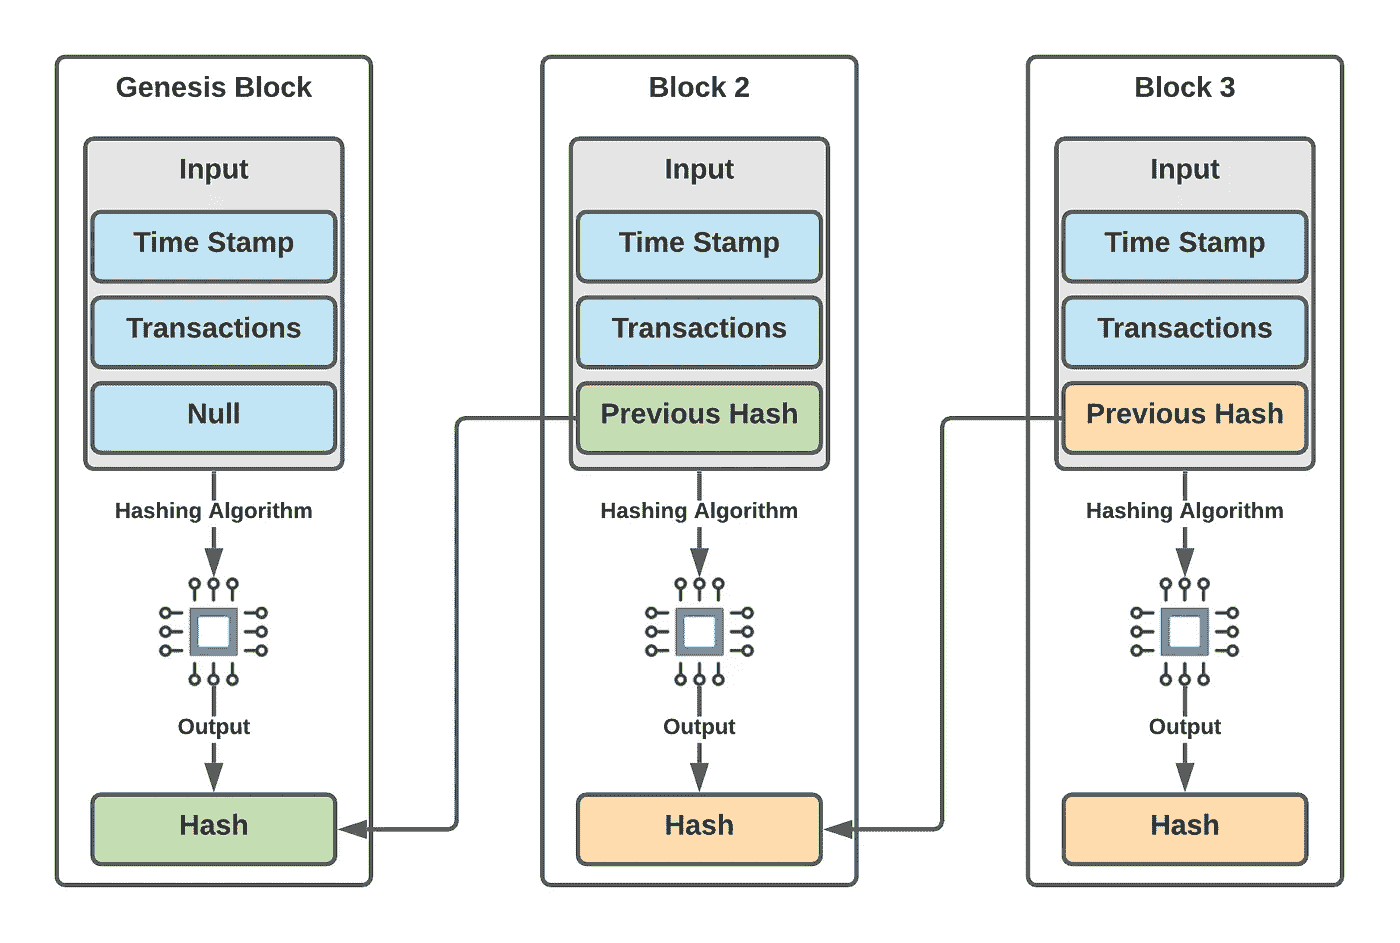 Genesis Block
Input
Time Stamp
Transactions
Null
Hashing Algorithm
Output
Hash
Block 2
Input
Time Stamp
Transactions
Previous Hash
Hashing Algorithm
Output
Hash
Block 3
Input
Time Stamp
Transactions
Previous Hash
Hashing Algorithm
Output
Hash